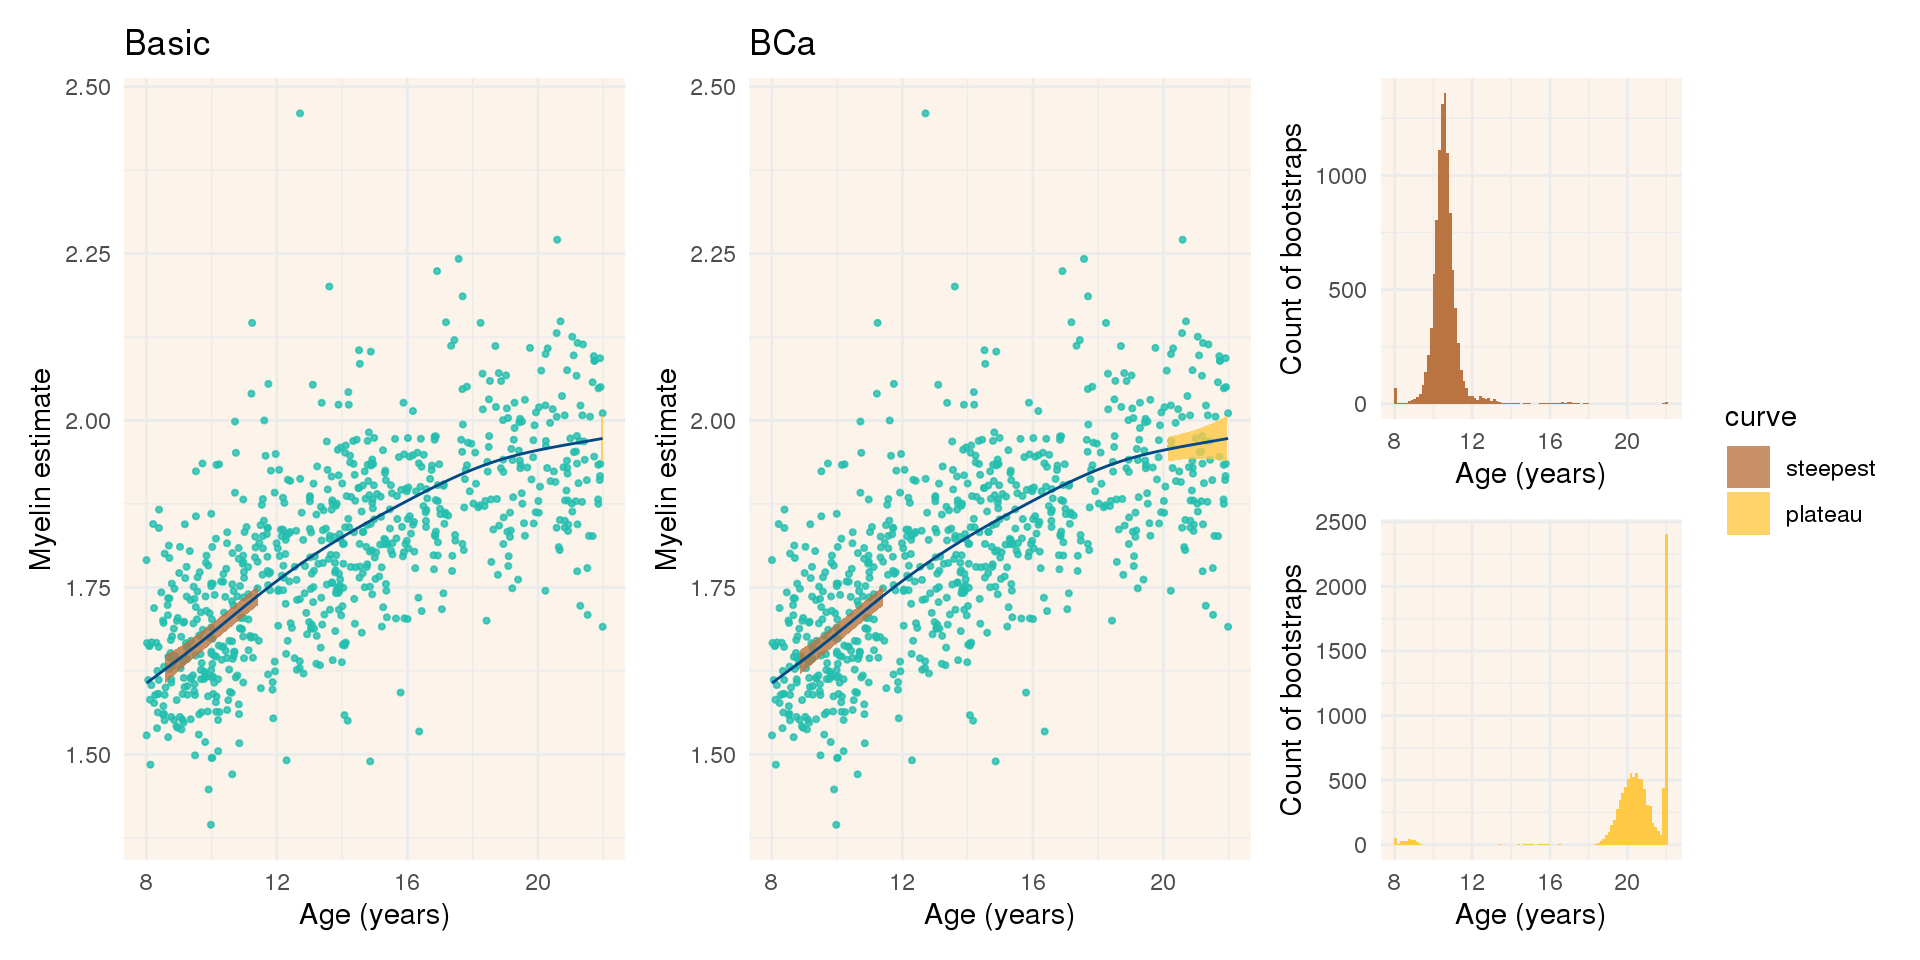 Basic
2.50
2.25
2.00
1.75
1.50
Myelin estimate
8 12 16 20
Age (years)
BCa
2.50
2.25
2.00
1.75
1.50
Myelin estimate
8 12 16 20
Age (years)
1000
500
0
Count of bootstraps
8 12 16 20
Age (years)
2500
2000
1500
1000
500
0
Count of bootstraps
8 12 16 20
Age (years)
curve
steepest
plateau